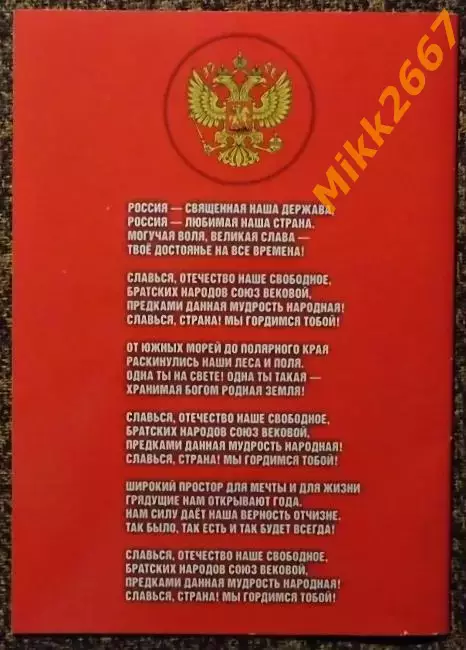 Mikk2667
РОССИЯ — СВЯЩЕННАЯ НАША ДЕРЖАВА,
РОССИЯ — ЛЮБИМАЯ НАША СТРАНА.
МОГУЧАЯ ВОЛЯ, ВЕЛИКАЯ СЛАВА —
ТВОЁ ДОСТОЯНЬЕ НА ВСЕ ВРЕМЕНА!
СЛАВЬСЯ, ОТЕЧЕСТВО НАШЕ СВОБОДНОЕ,
БРАТСКИХ НАРОДОВ СОЮЗ ВЕКОВОЙ,
ПРЕДКАМИ ДАННАЯ МУДРОСТЬ НАРОДНАЯ!
СЛАВЬСЯ, СТРАНА! МЫ ГОРДИМСЯ ТОБОЙ!
ОТ ЮЖНЫХ МОРЕЙ ДО ПОЛЯРНОГО КРАЯ
РАСКИНУЛИСЬ НАШИ ЛЕСА И ПОЛЯ.
ОДНА ТЫ НА СВЕТЕ! ОДНА ТЫ ТАКАЯ —
ХРАНИМАЯ БОГОМ РОДНАЯ ЗЕМЛЯ!
СЛАВЬСЯ, ОТЕЧЕСТВО НАШЕ СВОБОДНОЕ,
БРАТСКИХ НАРОДОВ СОЮЗ ВЕКОВОЙ,
ПРЕДКАМИ ДАННАЯ МУДРОСТЬ НАРОДНАЯ!
СЛАВЬСЯ, СТРАНА! МЫ ГОРДИМСЯ ТОБОЙ!
ШИРОКИЙ ПРОСТОР ДЛЯ МЕЧТЫ И ДЛЯ ЖИЗНИ
ГРЯДУЩИЕ НАМ ОТКРЫВАЮТ ГОДА.
НАМ СИЛУ ДАЁТ НАША ВЕРНОСТЬ ОТЧИЗНЕ.
ТАК БЫЛО, ТАК ЕСТЬ И ТАК БУДЕТ ВСЕГДА!
СЛАВЬСЯ, ОТЕЧЕСТВО НАШЕ СВОБОДНОЕ,
БРАТСКИХ НАРОДОВ СОЮЗ ВЕКОВОЙ,
ПРЕДКАМИ ДАННАЯ МУДРОСТЬ НАРОДНАЯ!
СЛАВЬСЯ, СТРАНА! МЫ ГОРДИМСЯ ТОБОЙ!